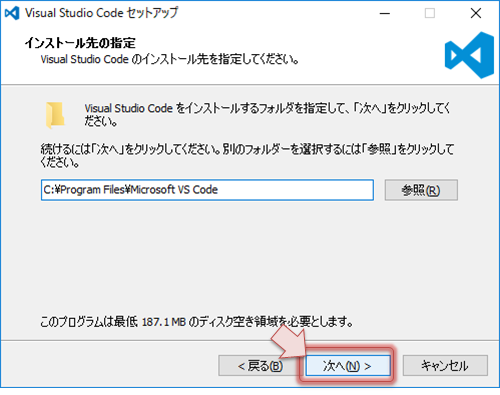 Visual Studio Code セットアップ
インストール先の指定
Visual Studio Code のインストール先を指定してください。
Visual Studio Code をインストールするフォルダを指定して、「次へ」をクリックしてく
ださい。
続けるには「次へ」をクリックしてください。別のフォルダーを選択するには「参照」をクリックして
ください。
C:¥Program Files¥Microsoft VS Code
参照(R)
このプログラムは最低 187.1 MB のディスク空き領域を必要とします。
< 戻る(B)
次へ(N) >
キャンセル